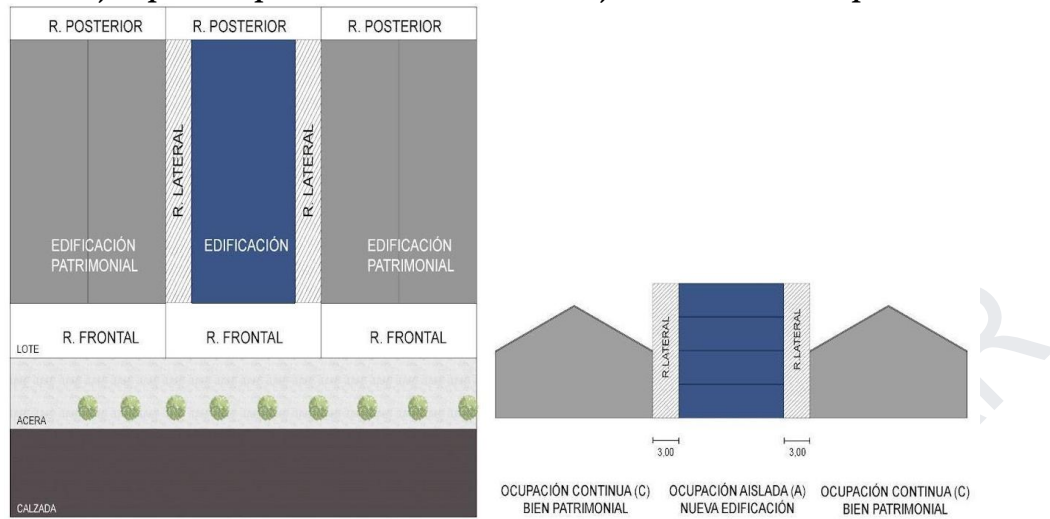 R. POSTERIOR
R. POSTERIOR
R. POSTERIOR
R. LATERAL
R. LATERAL
EDIFICACIÓN
PATRIMONIAL
EDIFICACIÓN
EDIFICACIÓN
PATRIMONIAL
R. FRONTAL
R. FRONTAL
R. FRONTAL
LOTE
ACERA
CALZADA
R.LATERAL
R.LATERAL
3,00
3,00
OCUPACIÓN CONTINUA (C)
BIEN PATRIMONIAL
OCUPACIÓN AISLADA (A)
NUEVA EDIFICACIÓN
OCUPACIÓN CONTINUA (C)
BIEN PATRIMONIAL